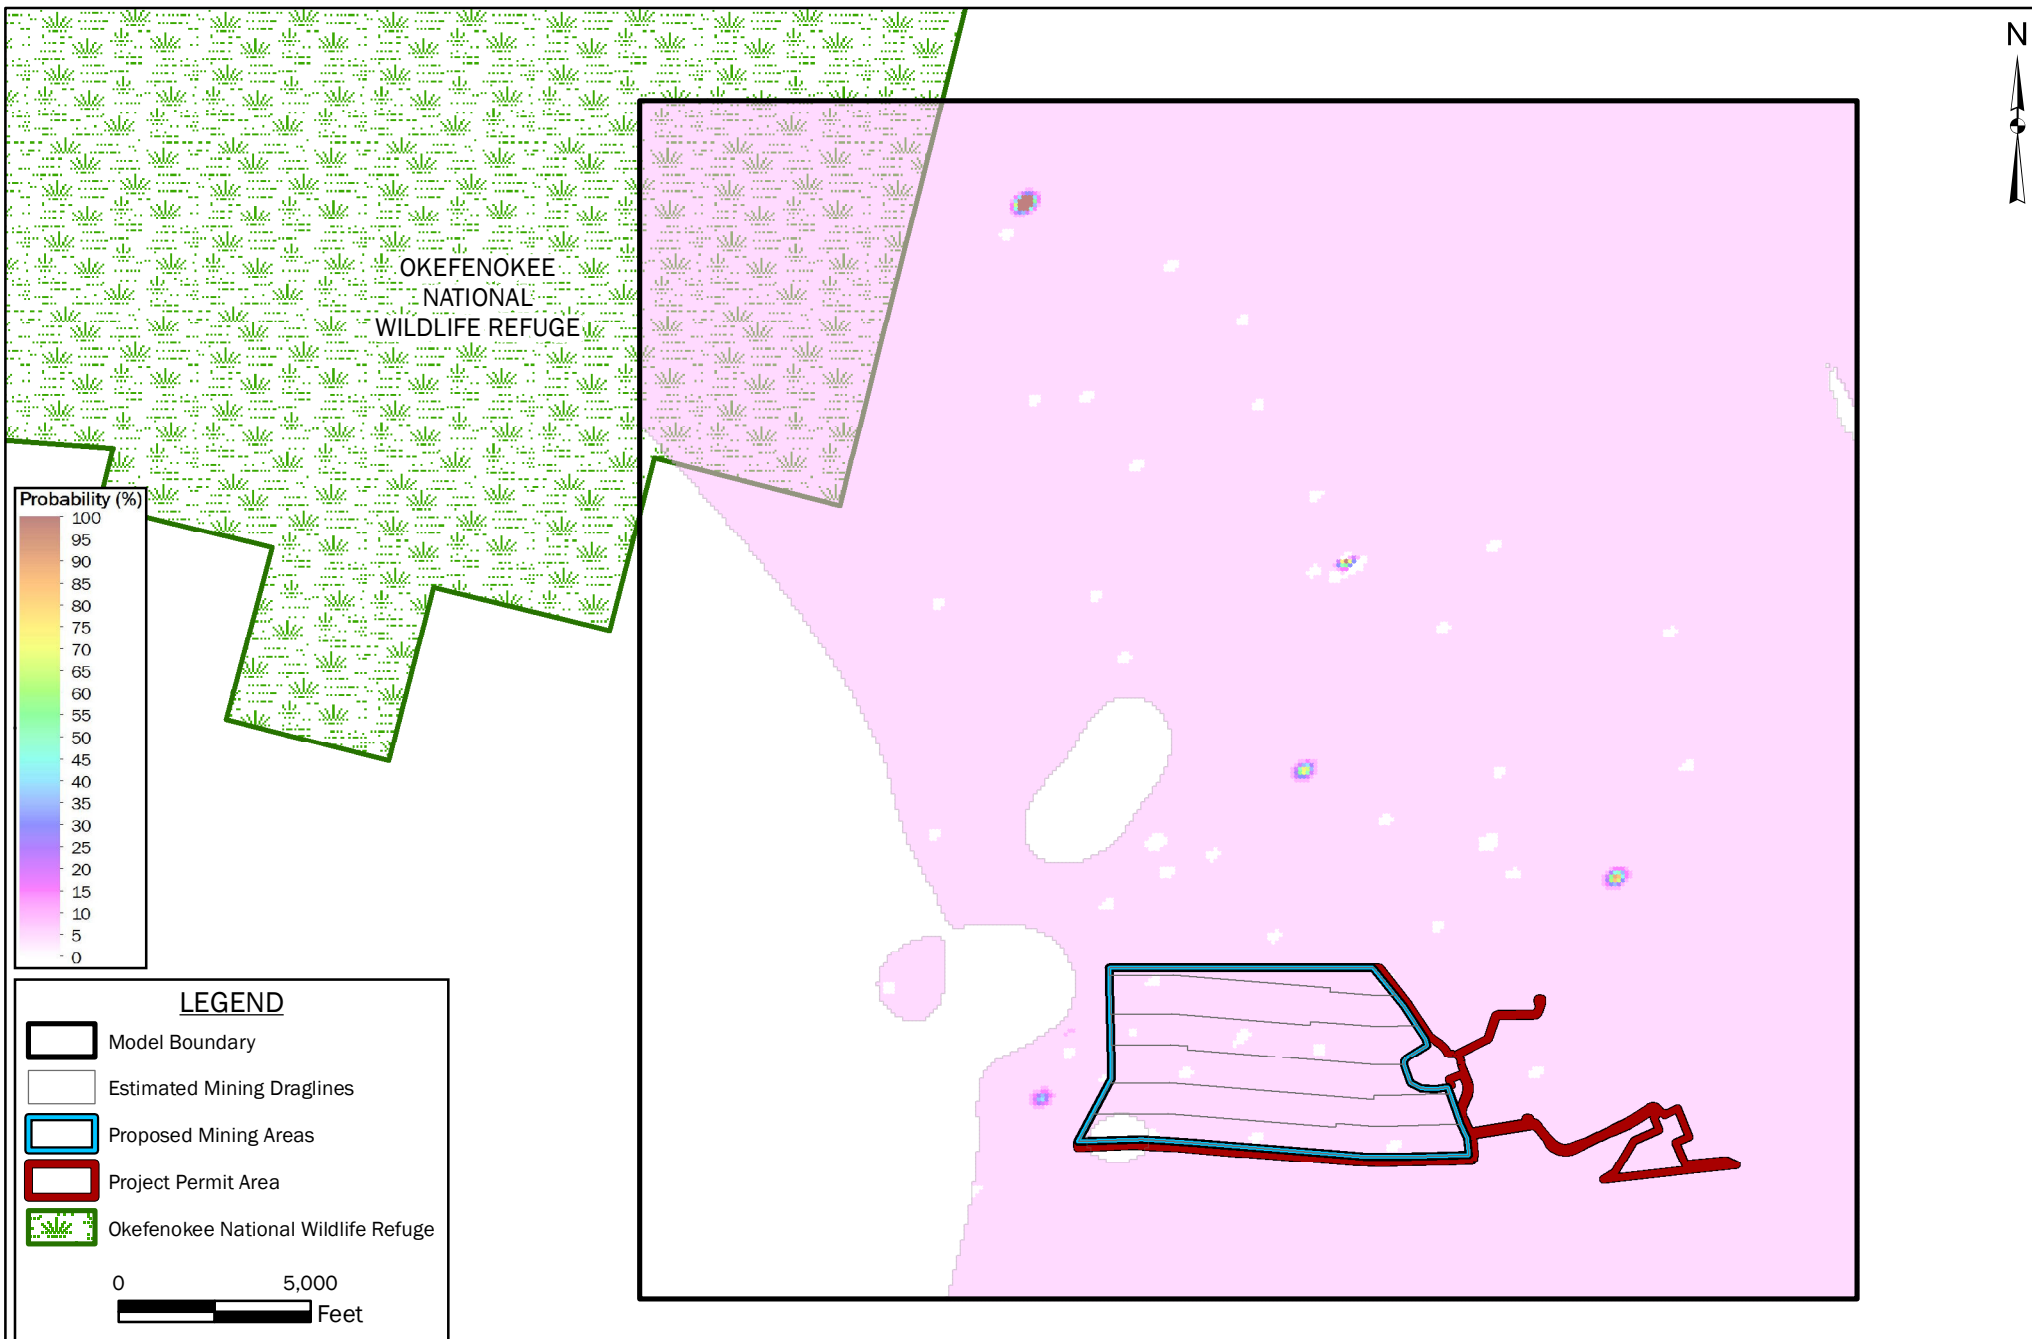 N
OKEFENOKEE
NATIONAL
WILDLIFE REFUGE
Probability (%)
100
95
90
85
80
75
70
65
60
55
50
45
40
35
30
25
20
15
10
5
0
LEGEND
Model Boundary
Estimated Mining Draglines
Proposed Mining Areas
Project Permit Area
Okefenokee National Wildlife Refuge
0 5,000
Feet